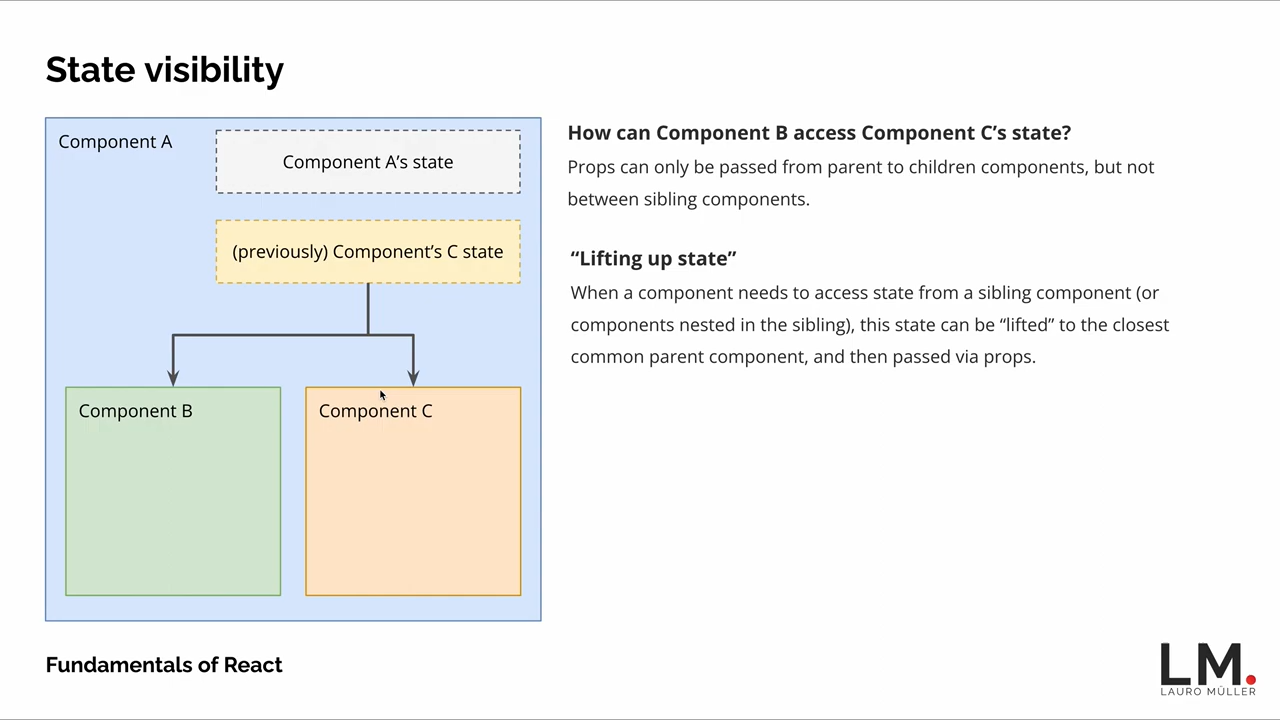 State visibility
Component A
Component A’s state
(previously) Component’s C state
Component B
Component C
How can Component B access Component C’s state?
Props can only be passed from parent to children components, but not
between sibling components.
“Lifting up state”
When a component needs to access state from a sibling component (or
components nested in the sibling), this state can be “lifted” to the closest
common parent component, and then passed via props.
Fundamentals of React
LM.
LAURO MÜLLER